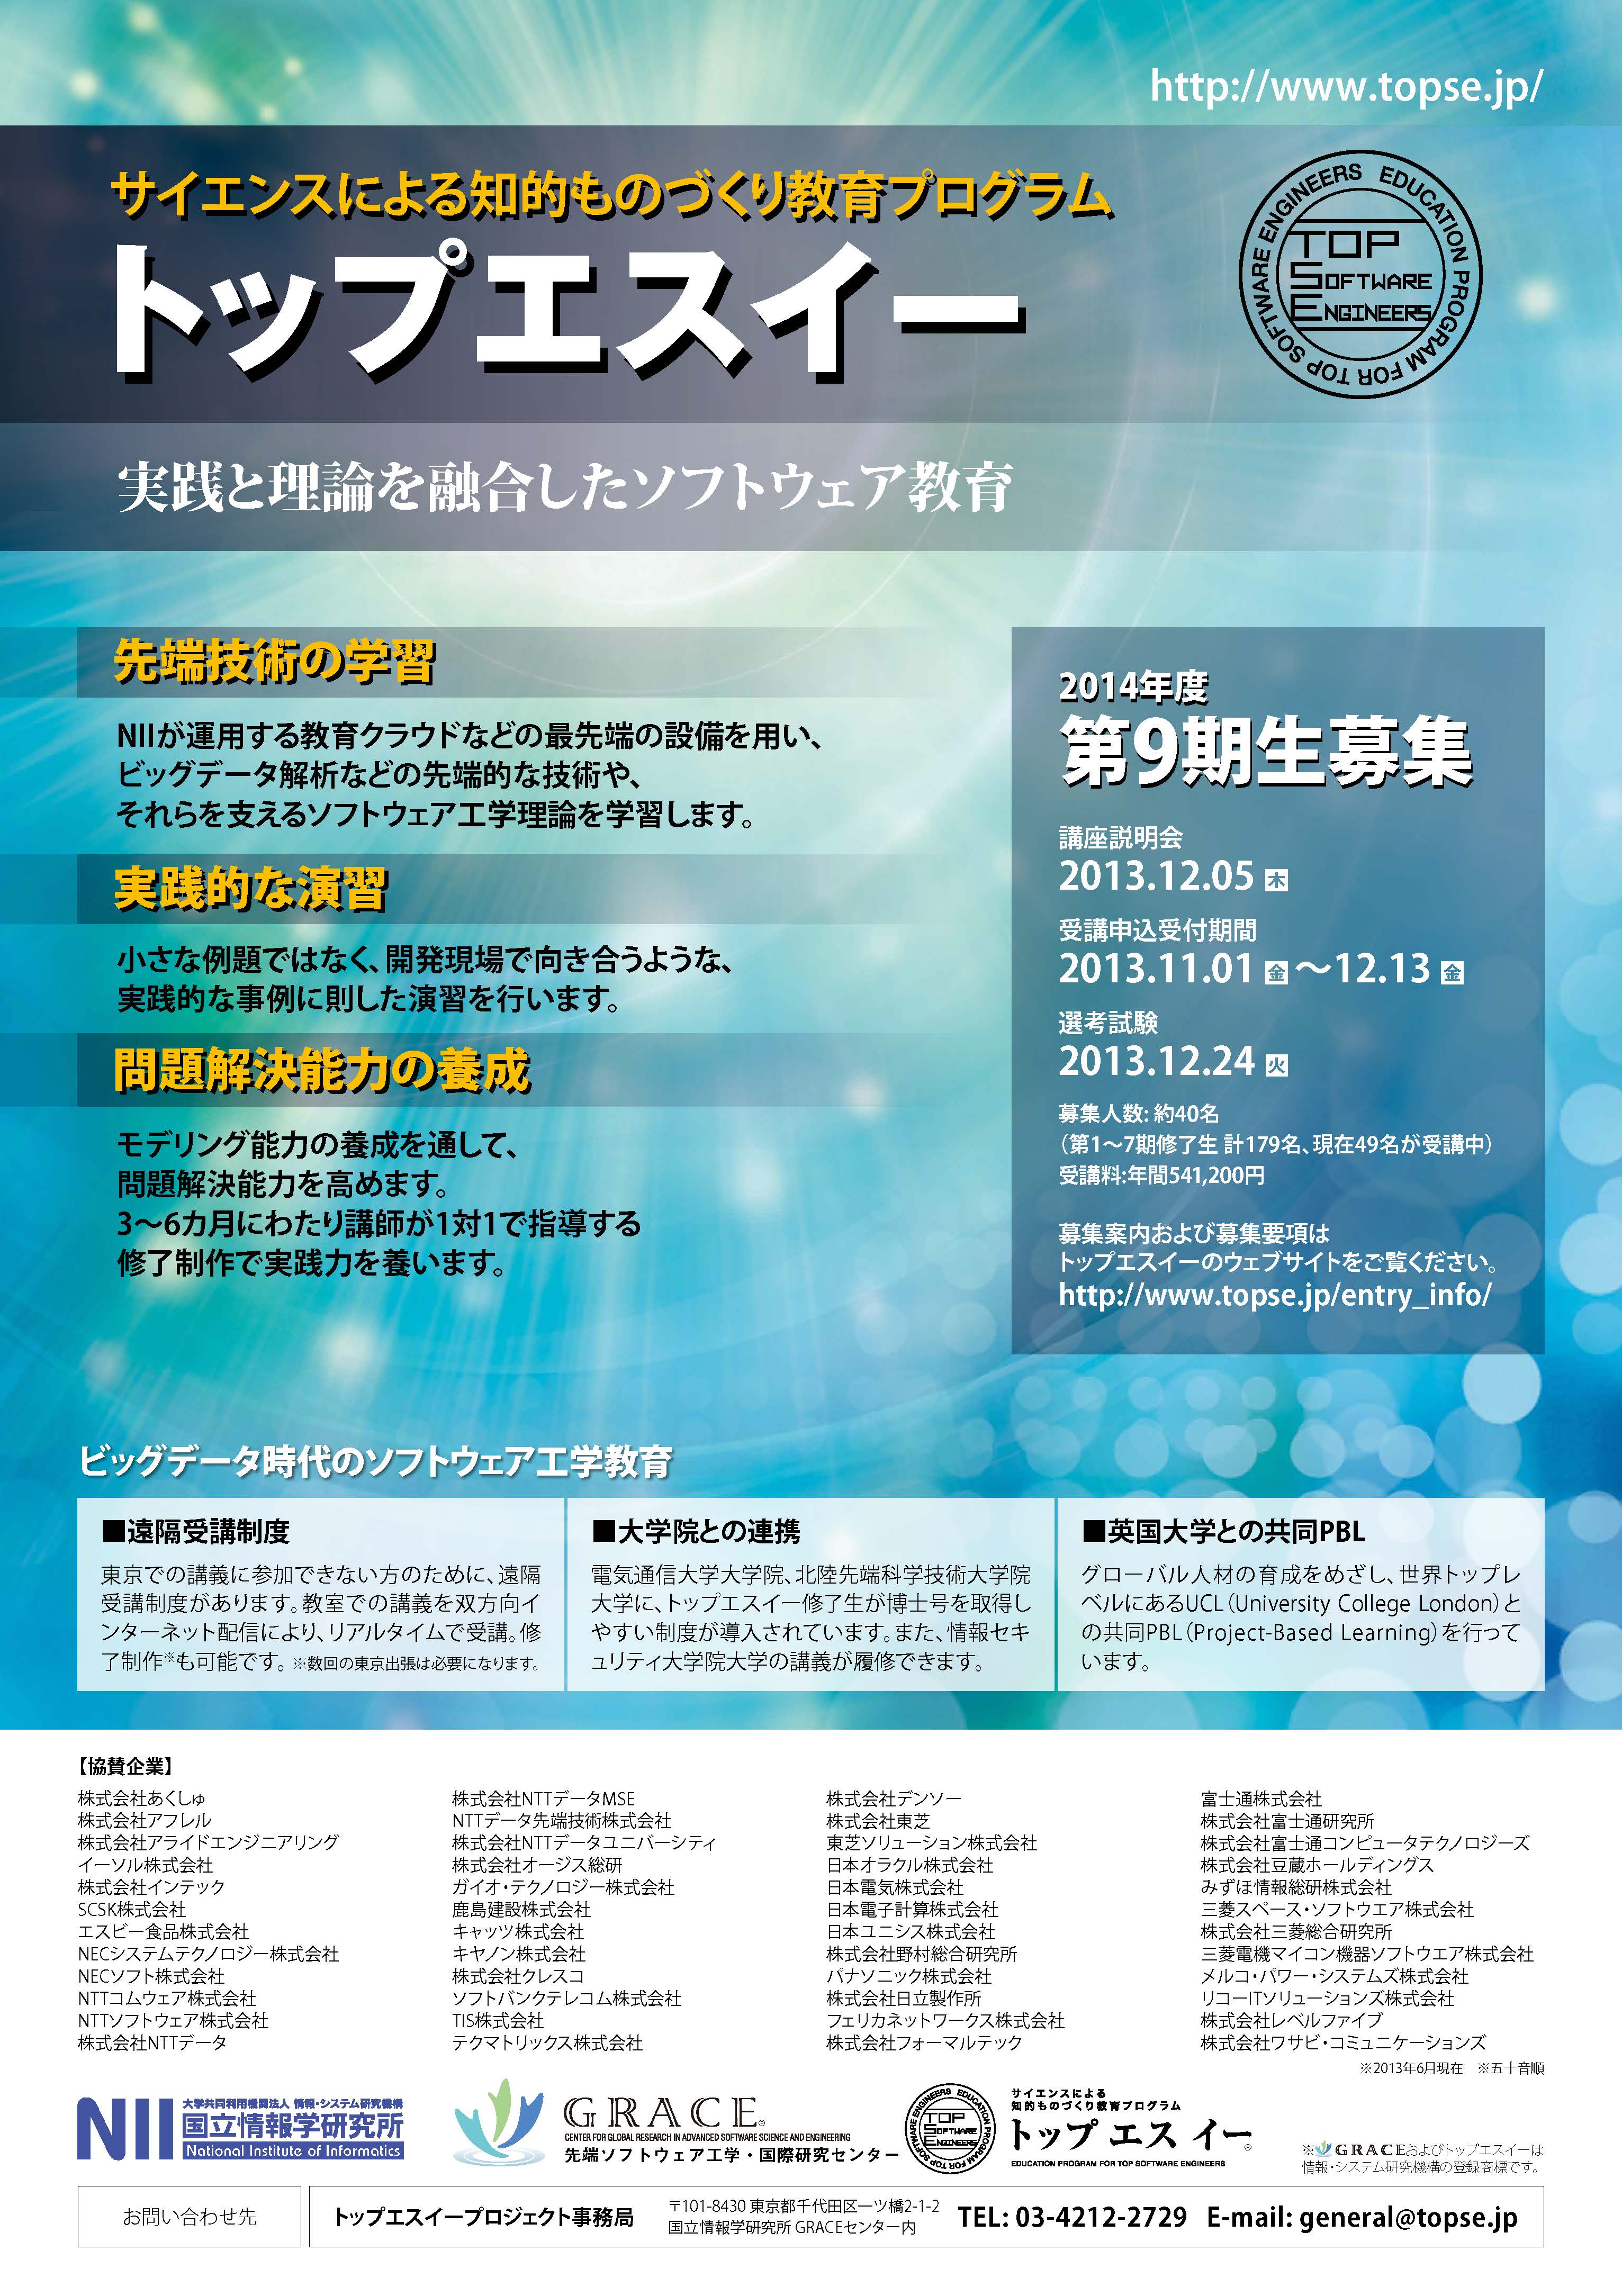 http://www.topse.jp/
サイエンスによる知的ものづくり教育プログラム
トップエスイー
TOP SOFTWARE ENGINEERS
EDUCATION PROGRAM FOR TOP SOFTWARE ENGINEERS
実践と理論を融合したソフトウェア教育
先端技術の学習
NIIが運用する教育クラウドなどの最先端の設備を用い、
ビッグデータ解析などの先端的な技術や、
それらを支えるソフトウェア工学理論を学習します。
実践的な演習
小さな例題ではなく、開発現場で向き合うような、
実践的な事例に則した演習を行います。
問題解決能力の養成
モデリング能力の養成を通して、
問題解決能力を高めます。
3〜6カ月にわたり講師が1対1で指導する
修了制作で実践力を養います。
2014年度
第9期生募集
講座説明会
2013.12.05 木
受講申込受付期間
2013.11.01 金 〜12.13 金
選考試験
2013.12.24 火
募集人数: 約40名
（第1〜7期修了生 計179名、現在49名が受講中）
受講料:年間541,200円
募集案内および募集要項は
トップエスイーのウェブサイトをご覧ください。
http://www.topse.jp/entry_info/
ビッグデータ時代のソフトウェア工学教育
■遠隔受講制度
東京での講義に参加できない方のために、遠隔
受講制度があります。教室での講義を双方向イ
ンターネット配信により、リアルタイムで受講。修
了制作※も可能です。※数回の東京出張は必要になります。
■大学院との連携
電気通信大学大学院、北陸先端科学技術大学院
大学に、トップエスイー修了生が博士号を取得し
やすい制度が導入されています。また、情報セキ
ュリティ大学院大学の講義が履修できます。
■英国大学との共同PBL
グローバル人材の育成をめざし、世界トップレ
ベルにあるUCL（University College London）と
の共同PBL（Project-Based Learning）を行って
います。
【協賛企業】
株式会社あくしゅ
株式会社アフレル
株式会社アライドエンジニアリング
イーソル株式会社
株式会社インテック
SCSK株式会社
エスビー食品株式会社
NECシステムテクノロジー株式会社
NECソフト株式会社
NTTコムウェア株式会社
NTTソフトウェア株式会社
株式会社NTTデータ
株式会社NTTデータMSE
NTTデータ先端技術株式会社
株式会社NTTデータユニバーシティ
株式会社オージス総研
ガイオ・テクノロジー株式会社
鹿島建設株式会社
キャッツ株式会社
キヤノン株式会社
株式会社クレスコ
ソフトバンクテレコム株式会社
TIS株式会社
テクマトリックス株式会社
株式会社デンソー
株式会社東芝
東芝ソリューション株式会社
日本オラクル株式会社
日本電気株式会社
日本電子計算株式会社
日本ユニシス株式会社
株式会社野村総合研究所
パナソニック株式会社
株式会社日立製作所
フェリカネットワークス株式会社
株式会社フォーマルテック
富士通株式会社
株式会社富士通研究所
株式会社富士通コンピュータテクノロジーズ
株式会社豆蔵ホールディングス
みずほ情報総研株式会社
三菱スペース・ソフトウエア株式会社
株式会社三菱総合研究所
三菱電機マイコン機器ソフトウエア株式会社
メルコ・パワー・システムズ株式会社
リコーITソリューションズ株式会社
株式会社レベルファイブ
株式会社ワサビ・コミュニケーションズ
※2013年6月現在 ※五十音順
NII
大学共同利用機関法人 情報・システム研究機構
国立情報学研究所
National Institute of Informatics
GRACE®
CENTER FOR GLOBAL RESEARCH IN ADVANCED SOFTWARE SCIENCE AND ENGINEERING
先端ソフトウェア工学・国際研究センター
TOP SOFTWARE ENGINEERS
EDUCATION PROGRAM FOR TOP SOFTWARE ENGINEERS
サイエンスによる
知的ものづくり教育プログラム
トップ エス イー®
EDUCATION PROGRAM FOR TOP SOFTWARE ENGINEERS
※GRACEおよびトップエスイーは
情報・システム研究機構の登録商標です。
お問い合わせ先
トップエスイープロジェクト事務局
〒101-8430 東京都千代田区一ツ橋2-1-2
国立情報学研究所 GRACEセンター内
TEL: 03-4212-2729 E-mail: general@topse.jp